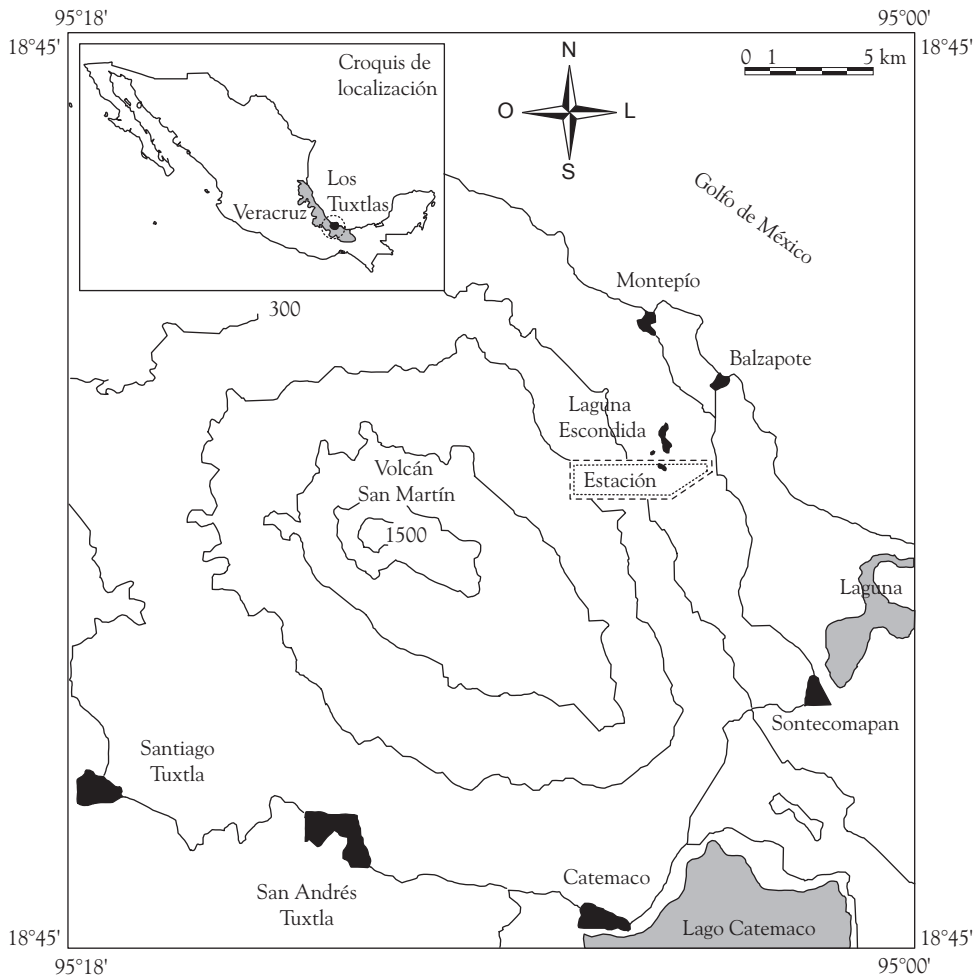 95°18'
95°00'
18°45'
18°45'
Croquis de
localización
N
O
L
S
0 1 5 km
Los
Tuxtlas
Veracruz
Golfo de México
Montepío
300
Balzapote
Laguna
Escondida
Volcán
San Martín
Estación
1500
Laguna
Sontecomapan
Santiago
Tuxtla
Catemaco
San Andrés
Tuxtla
Lago Catemaco
18°45'
18°45'
95°18'
95°00'